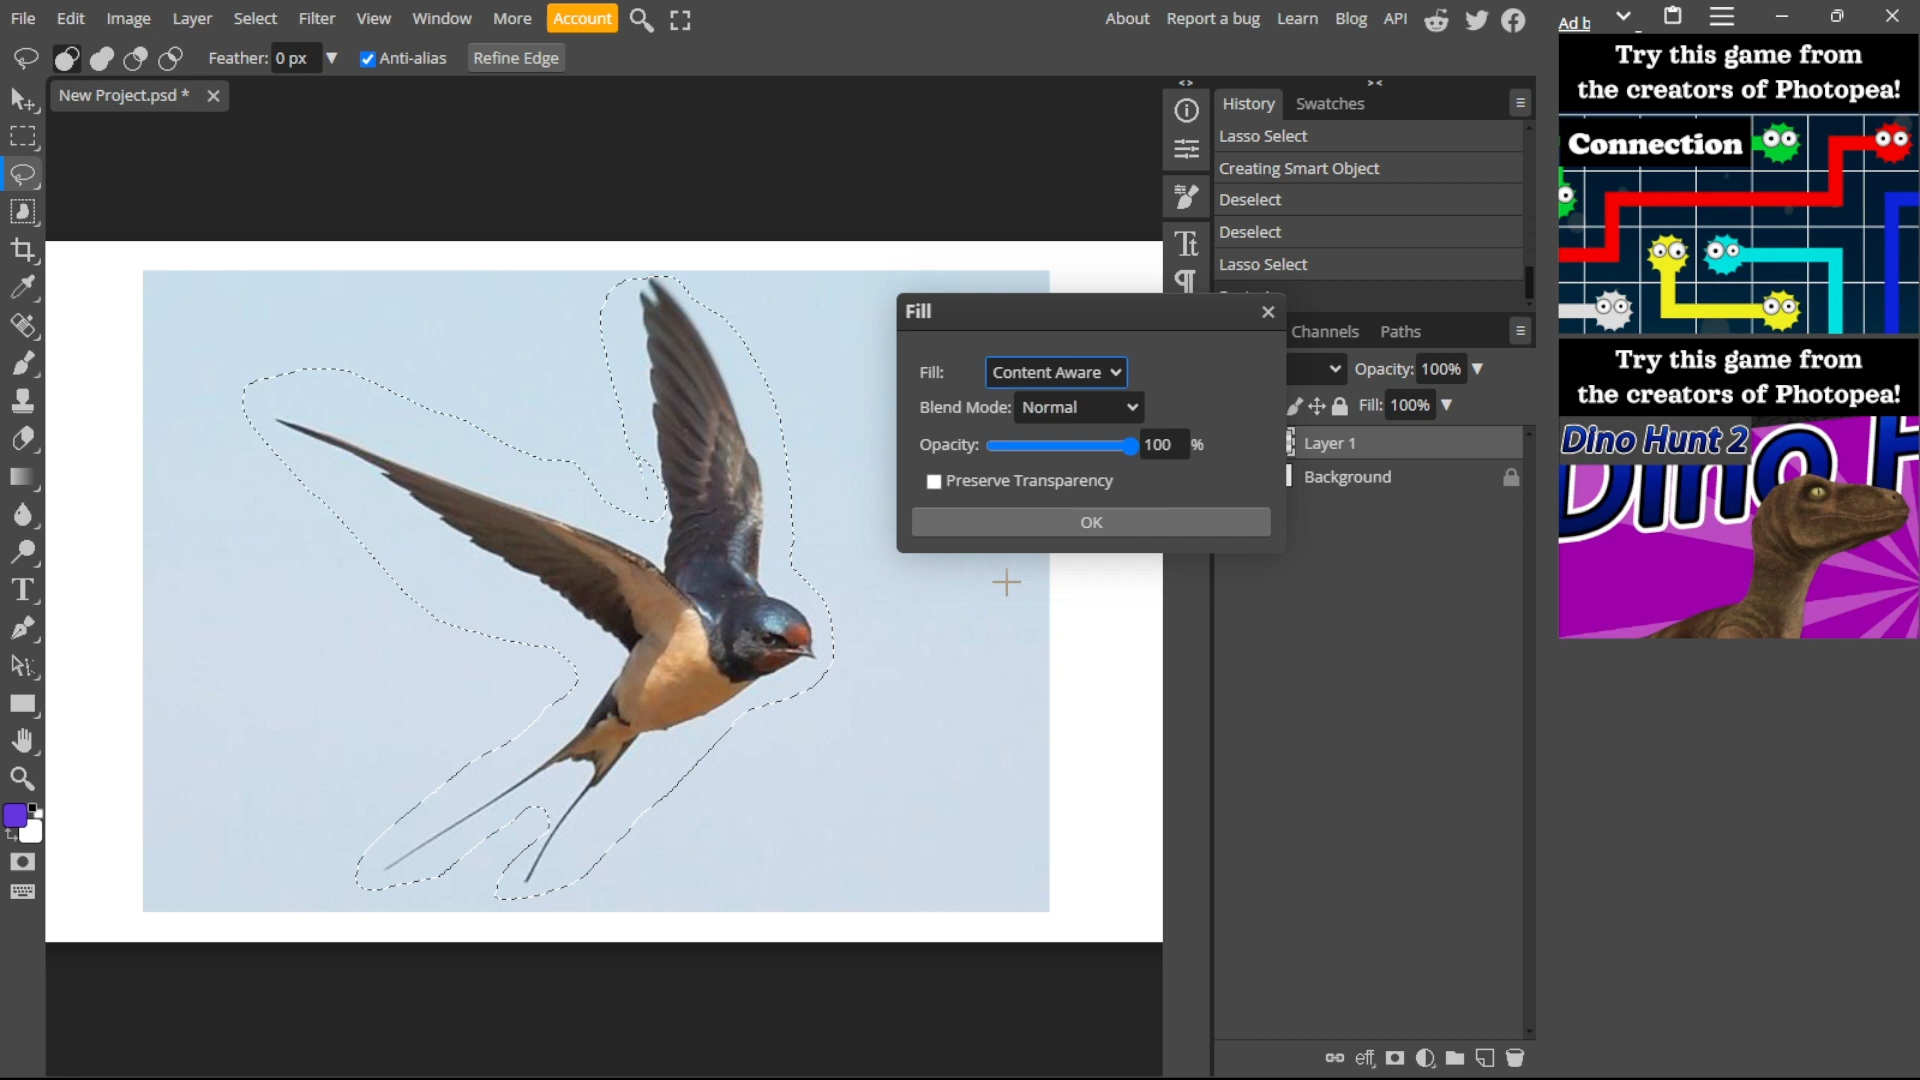 File Edit Image Layer Select Filter View Window More Account About Report a bug Learn Blog API
Ad b
Feather: 0 px Anti-alias Refine Edge
New Project.psd *
History Swatches
Lasso Select
Creating Smart Object
Deselect
Deselect
Lasso Select
Fill
Fill: Content Aware
Blend Mode: Normal
Opacity: 100 %
Preserve Transparency
OK
Channels Paths
Opacity: 100%
Fill: 100%
Layer 1
Background
eff
Try this game from
the creators of Photopea!
Connection
Try this game from
the creators of Photopea!
Dino Hunt 2